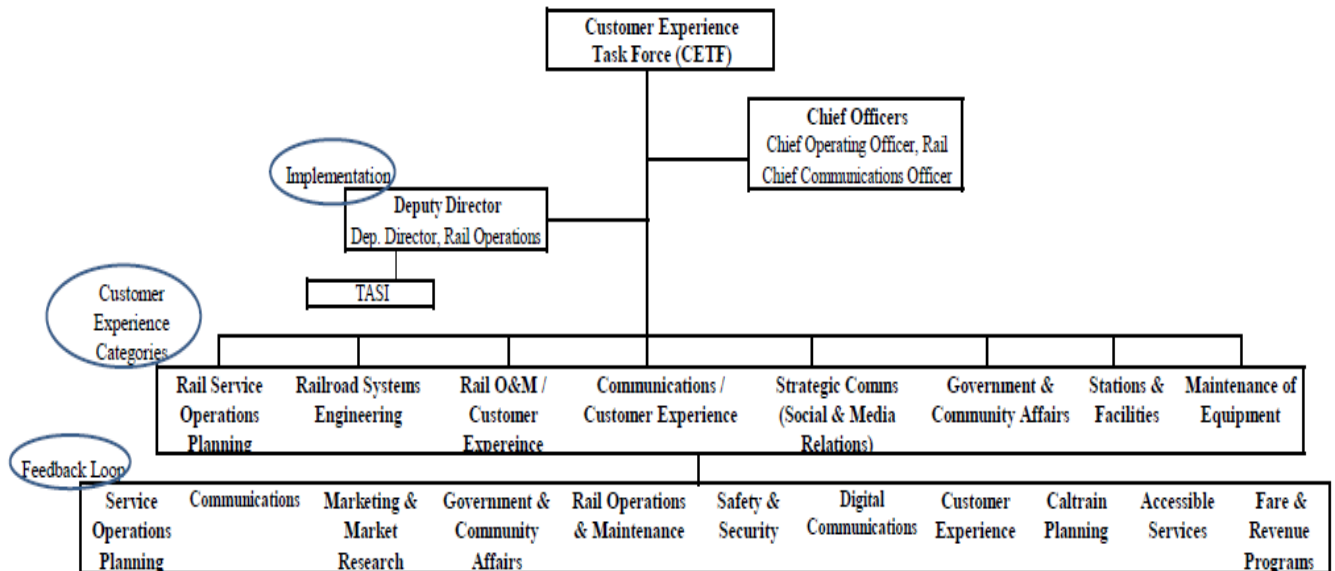 Customer Experience
Task Force (CETF)
Chief Officers
Chief Operating Officer, Rail
Chief Communications Officer
Implementation
Deputy Director
Dep. Director, Rail Operations
TASI
Customer
Experience
Categories
Rail Service
Operations
Planning
Railroad Systems
Engineering
Rail O&M /
Customer
Expereince
Communications /
Customer Experience
Strategic Comms
(Social & Media
Relations)
Government &
Community Affairs
Stations &
Facilities
Maintenance of
Equipment
Feedback Loop
Service
Operations
Planning
Communications
Marketing &
Market
Research
Government &
Community
Affairs
Rail Operations
& Maintenance
Safety &
Security
Digital
Communications
Customer
Experience
Caltrain
Planning
Accessible
Services
Fare &
Revenue
Programs